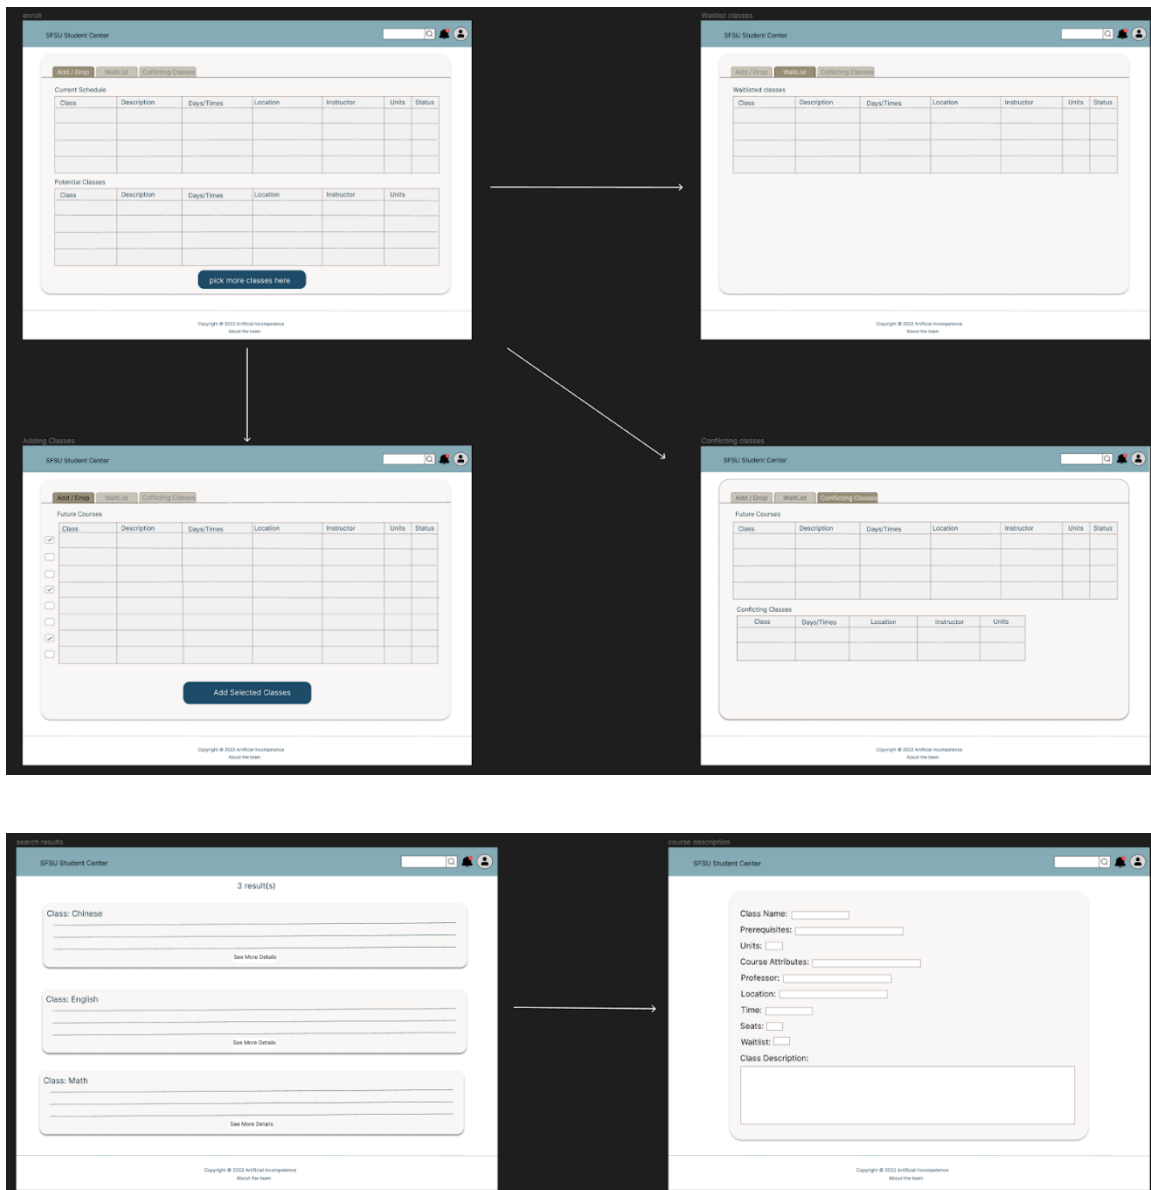 enroll
SFSU Student Center
Add / Drop WaitList Coflicting Classes
Current Schedule
Class Description Days/Times Location Instructor Units Status
Potential Classes
Class Description Days/Times Location Instructor Units
pick more classes here
Copyright © 2022 Artificial Incompetence
About the team
Waitlist classes
SFSU Student Center
Add / Drop WaitList Coflicting Classes
Waitlisted classes
Class Description Days/Times Location Instructor Units Status
Copyright © 2022 Artificial Incompetence
About the team
Adding Classes
SFSU Student Center
Add / Drop WaitList Coflicting Classes
Future Courses
Class Description Days/Times Location Instructor Units Status
Add Selected Classes
Copyright © 2022 Artificial Incompetence
About the team
Conflicting classes
SFSU Student Center
Add / Drop WaitList Conflicting Classes
Future Courses
Class Description Days/Times Location Instructor Units Status
Conflicting Classes
Class Days/Times Location Instructor Units
Copyright © 2022 Artificial Incompetence
About the team
search results
SFSU Student Center
3 result(s)
Class: Chinese
See More Details
Class: English
See More Details
Class: Math
See More Details
Copyright © 2022 Artificial Incompetence
About the team
course description
SFSU Student Center
Class Name:
Prerequisites:
Units:
Course Attributes:
Professor:
Location:
Time:
Seats:
Waitlist:
Class Description:
Copyright © 2022 Artificial Incompetence
About the team